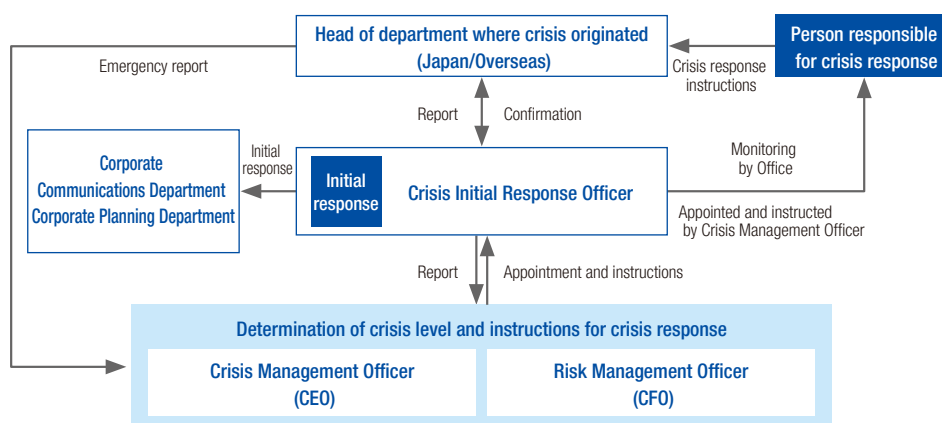 Head of department where crisis originated
(Japan/Overseas)
Person responsible
for crisis response
Emergency report
Crisis response
instructions
Report
Confirmation
Corporate
Communications Department
Corporate Planning Department
Initial
response
Initial
response
Crisis Initial Response Officer
Monitoring
by Office
Appointed and instructed
by Crisis Management Officer
Report
Appointment and instructions
Determination of crisis level and instructions for crisis response
Crisis Management Officer
(CEO)
Risk Management Officer
(CFO)